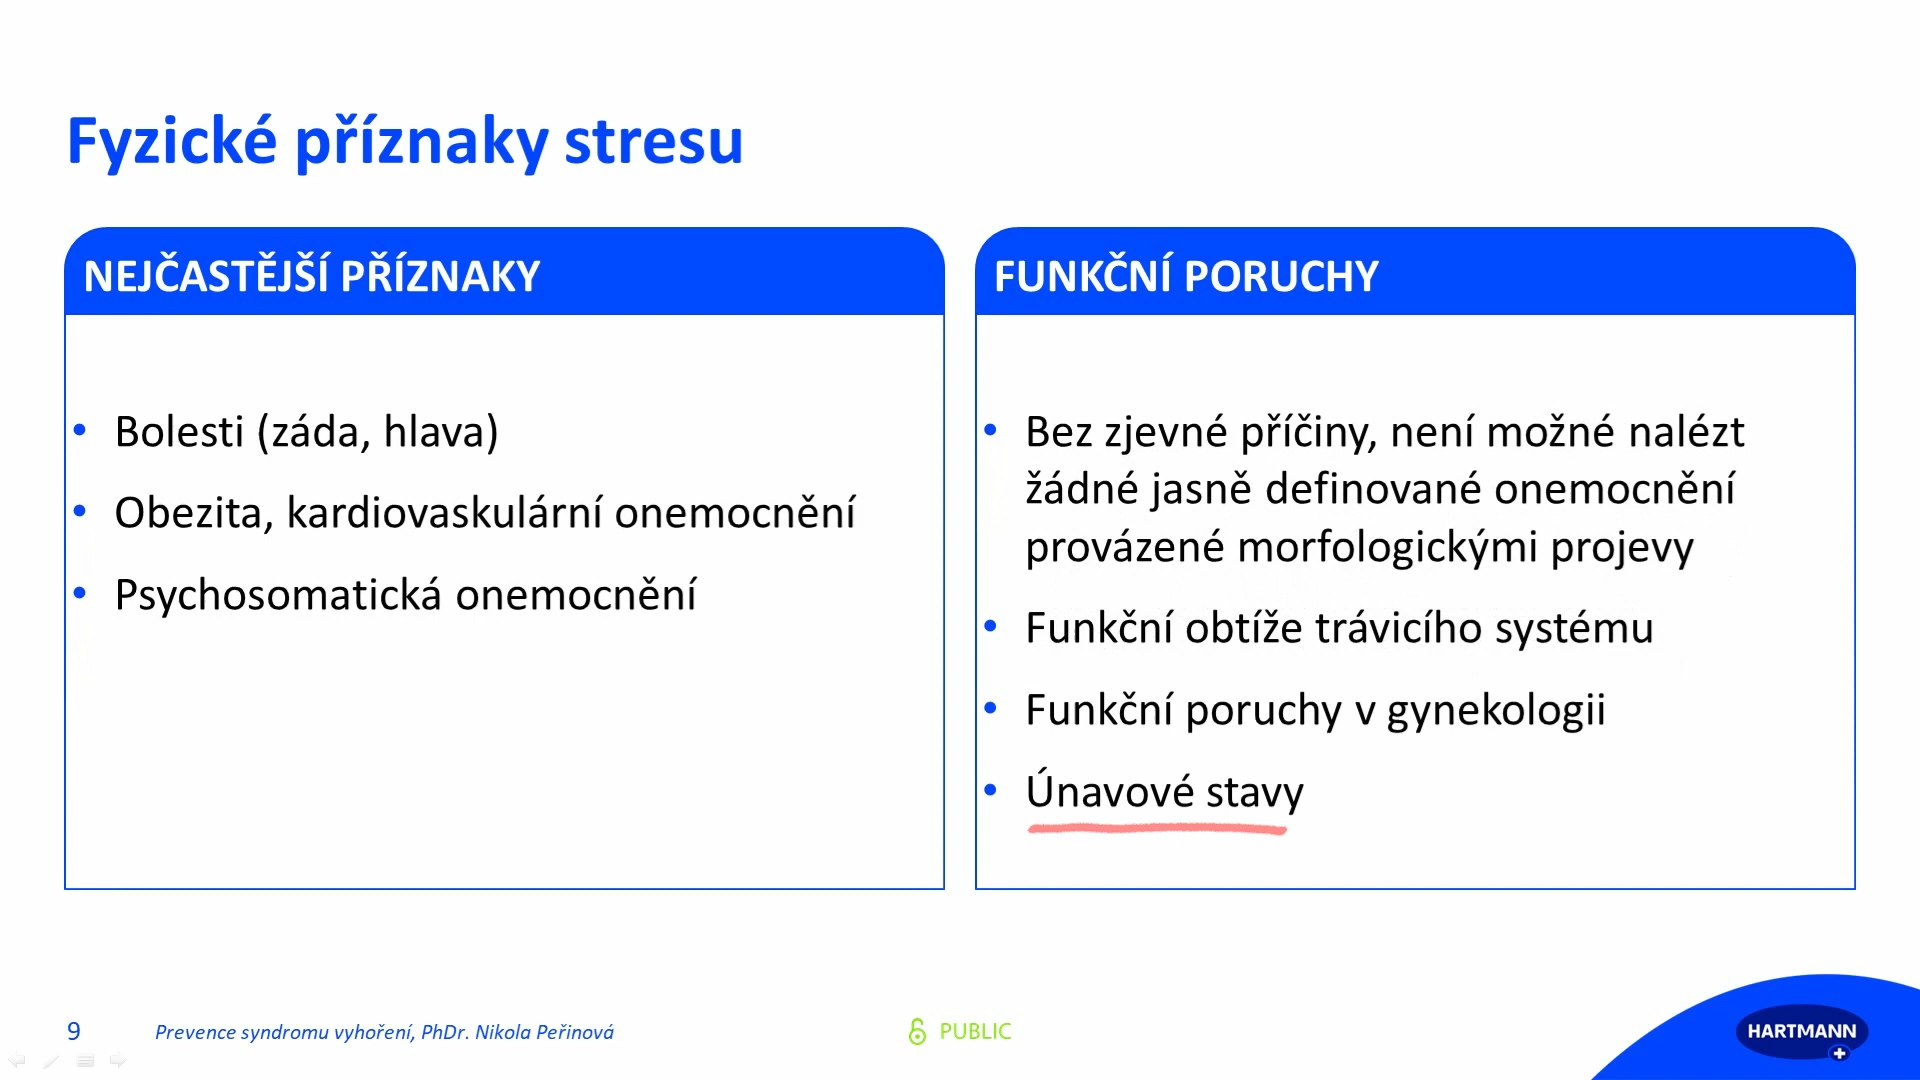 Fyzické příznaky stresu
NEJČASTĚJŠÍ PŘÍZNAKY
• Bolesti (záda, hlava)
• Obezita, kardiovaskulární onemocnění
• Psychosomatická onemocnění
FUNKČNÍ PORUCHY
• Bez zjevné příčiny, není možné nalézt
žádné jasně definované onemocnění
provázené morfologickými projevy
• Funkční obtíže trávicího systému
• Funkční poruchy v gynekologii
• Únavové stavy
9 Prevence syndromu vyhoření, PhDr. Nikola Peřinová
PUBLIC
HARTMANN